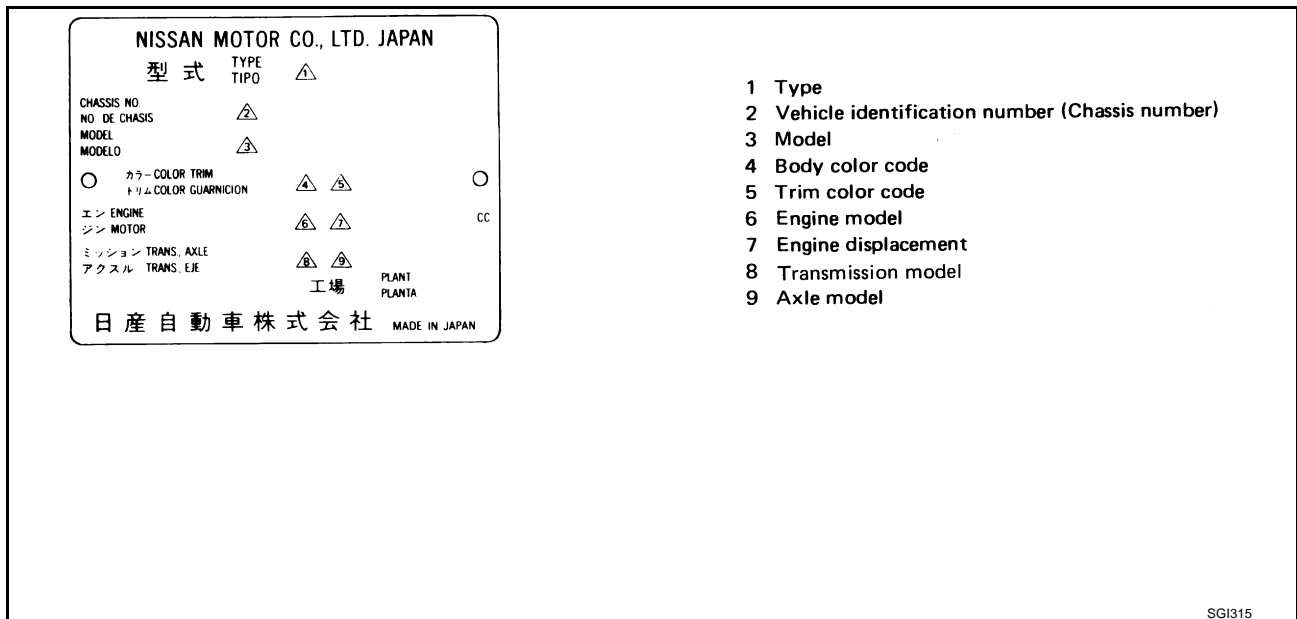 NISSAN MOTOR CO., LTD. JAPAN
型式 TYPE
TIPO 1
CHASSIS NO.
NO DE CHASIS 2
MODEL
MODELO 3
カラー COLOR TRIM
トリム COLOR GUARNICION 4 5
エン ENGINE
ジン MOTOR 6 7 CC
ミッション TRANS, AXLE
アクスル TRANS, EJE 8 9
工場 PLANT
PLANTA
日産自動車株式会社 MADE IN JAPAN
1 Type
2 Vehicle identification number (Chassis number)
3 Model
4 Body color code
5 Trim color code
6 Engine model
7 Engine displacement
8 Transmission model
9 Axle model
SGI315